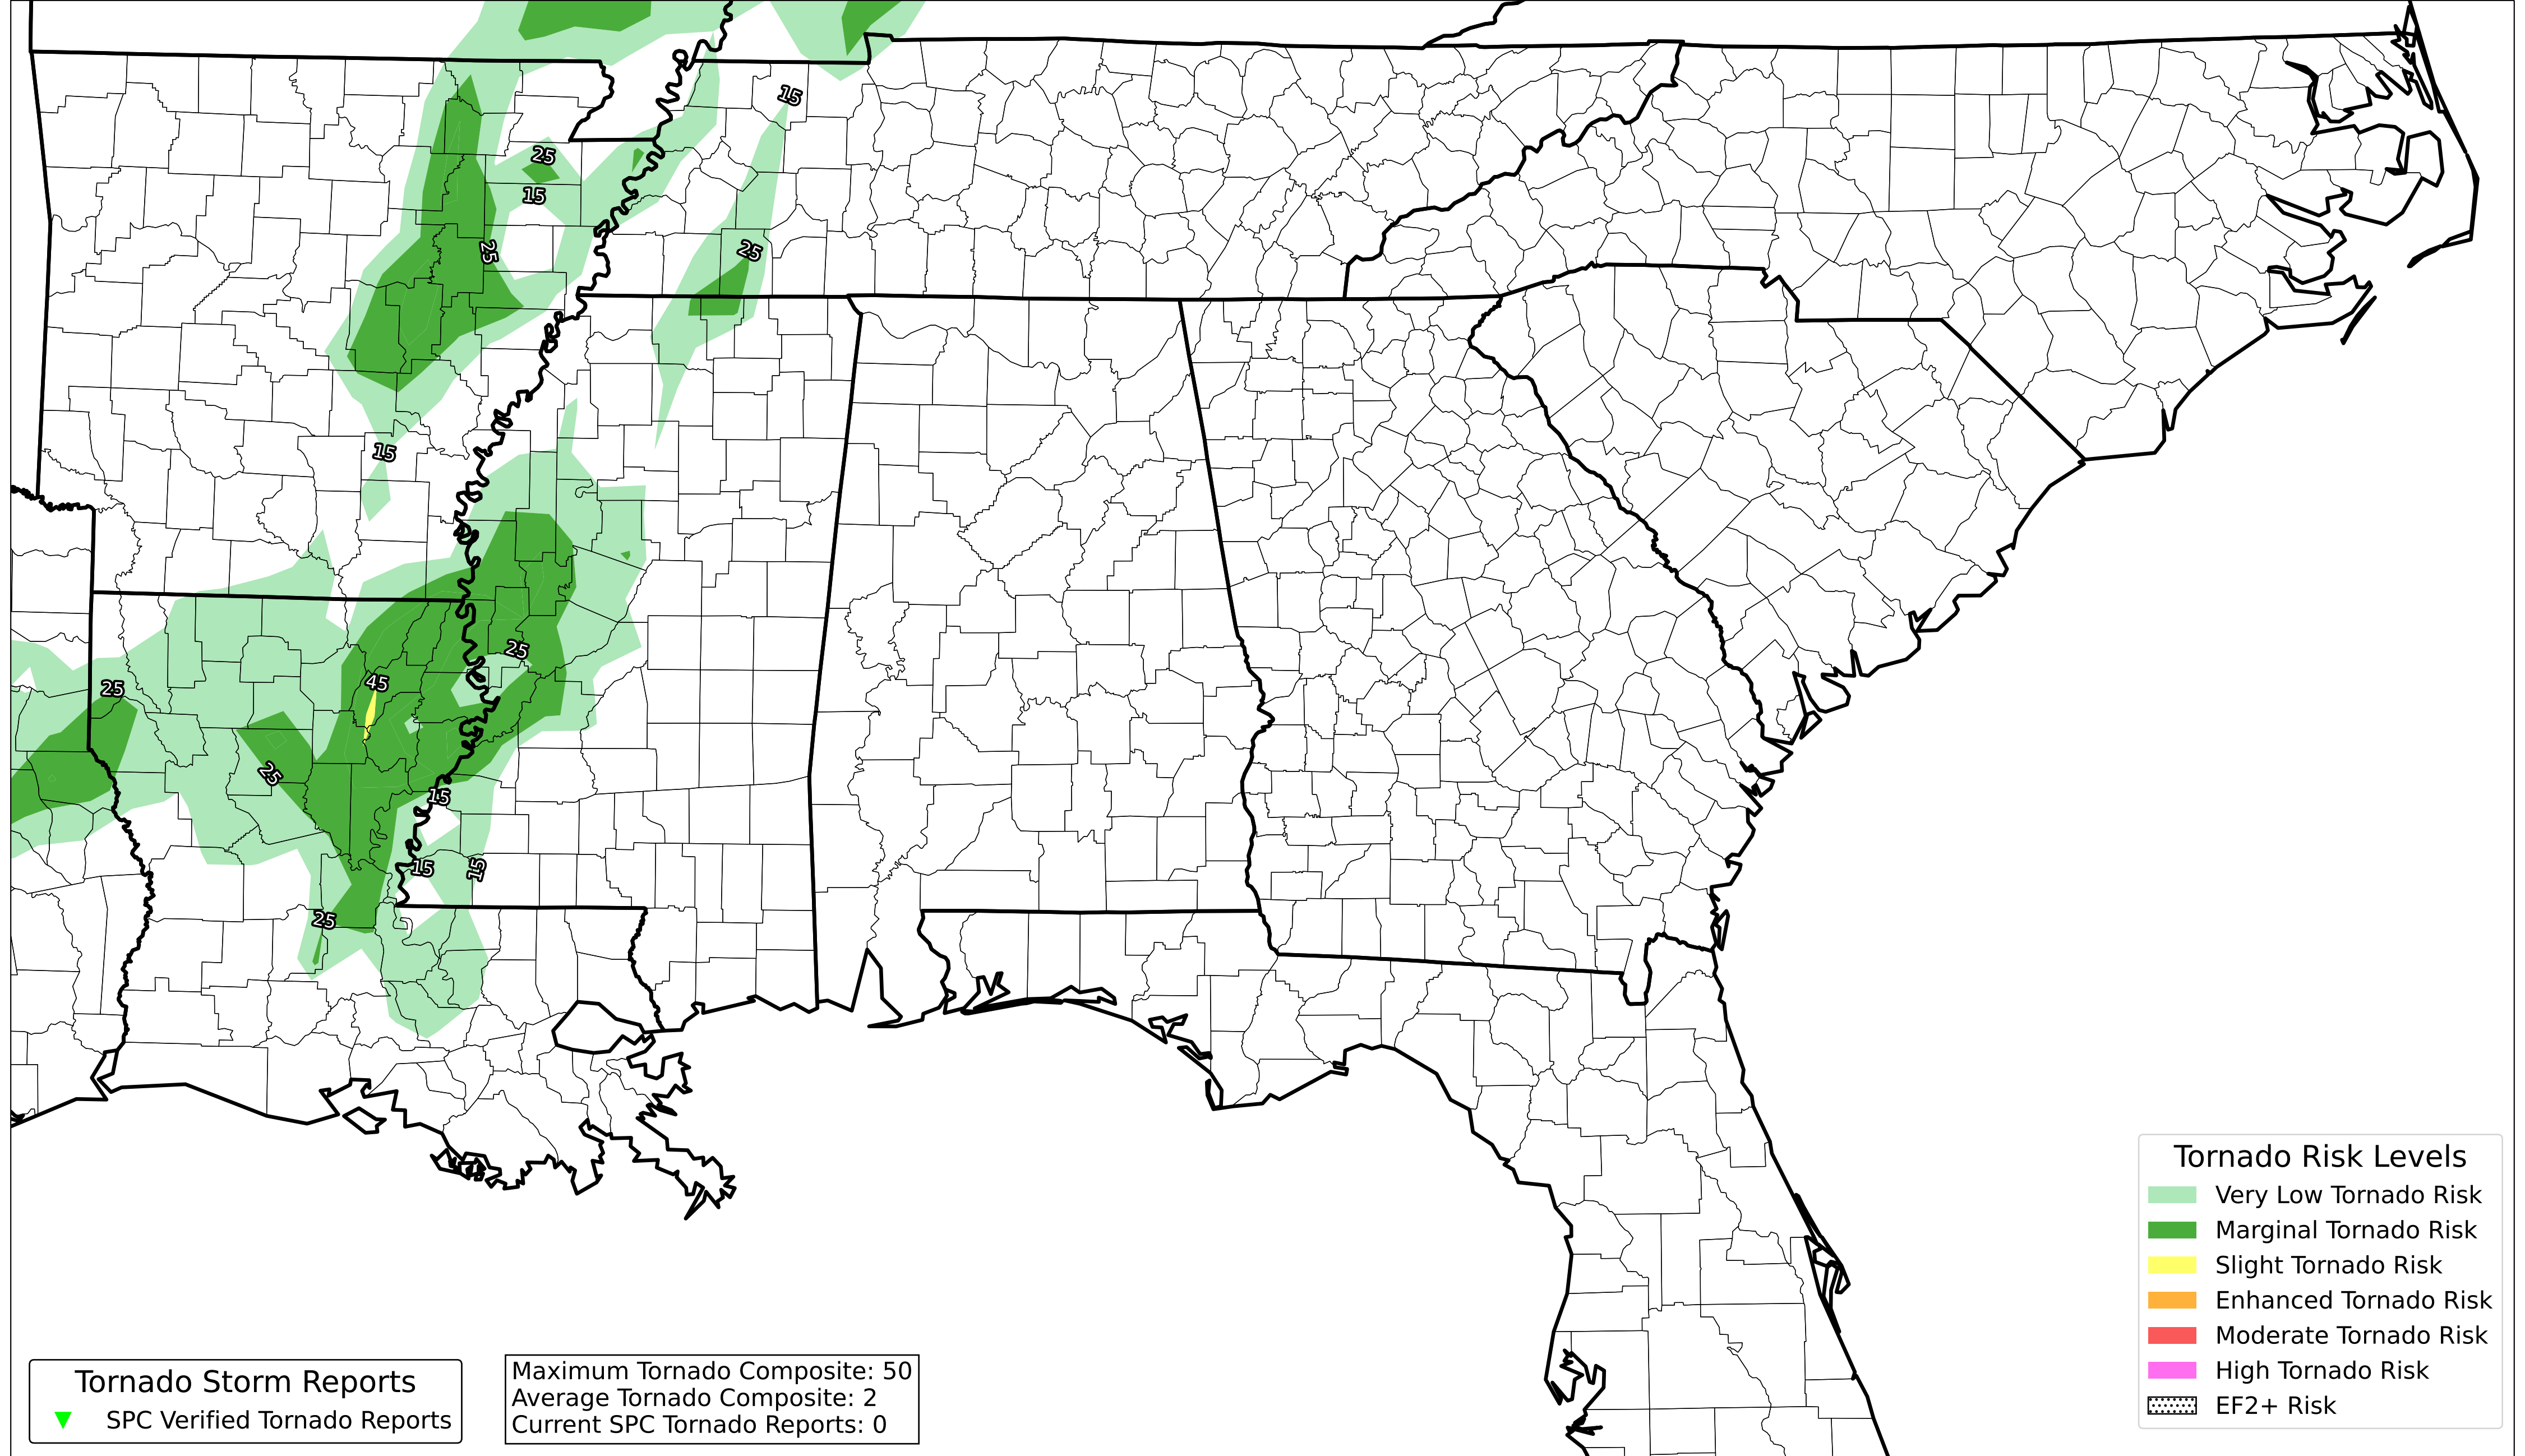 15
25
15
25
25
15
25
45
25
25
15
15
15
25
Tornado Risk Levels
Very Low Tornado Risk
Marginal Tornado Risk
Slight Tornado Risk
Enhanced Tornado Risk
Moderate Tornado Risk
High Tornado Risk
EF2+ Risk
Tornado Storm Reports
SPC Verified Tornado Reports
Maximum Tornado Composite: 50
Average Tornado Composite: 2
Current SPC Tornado Reports: 0